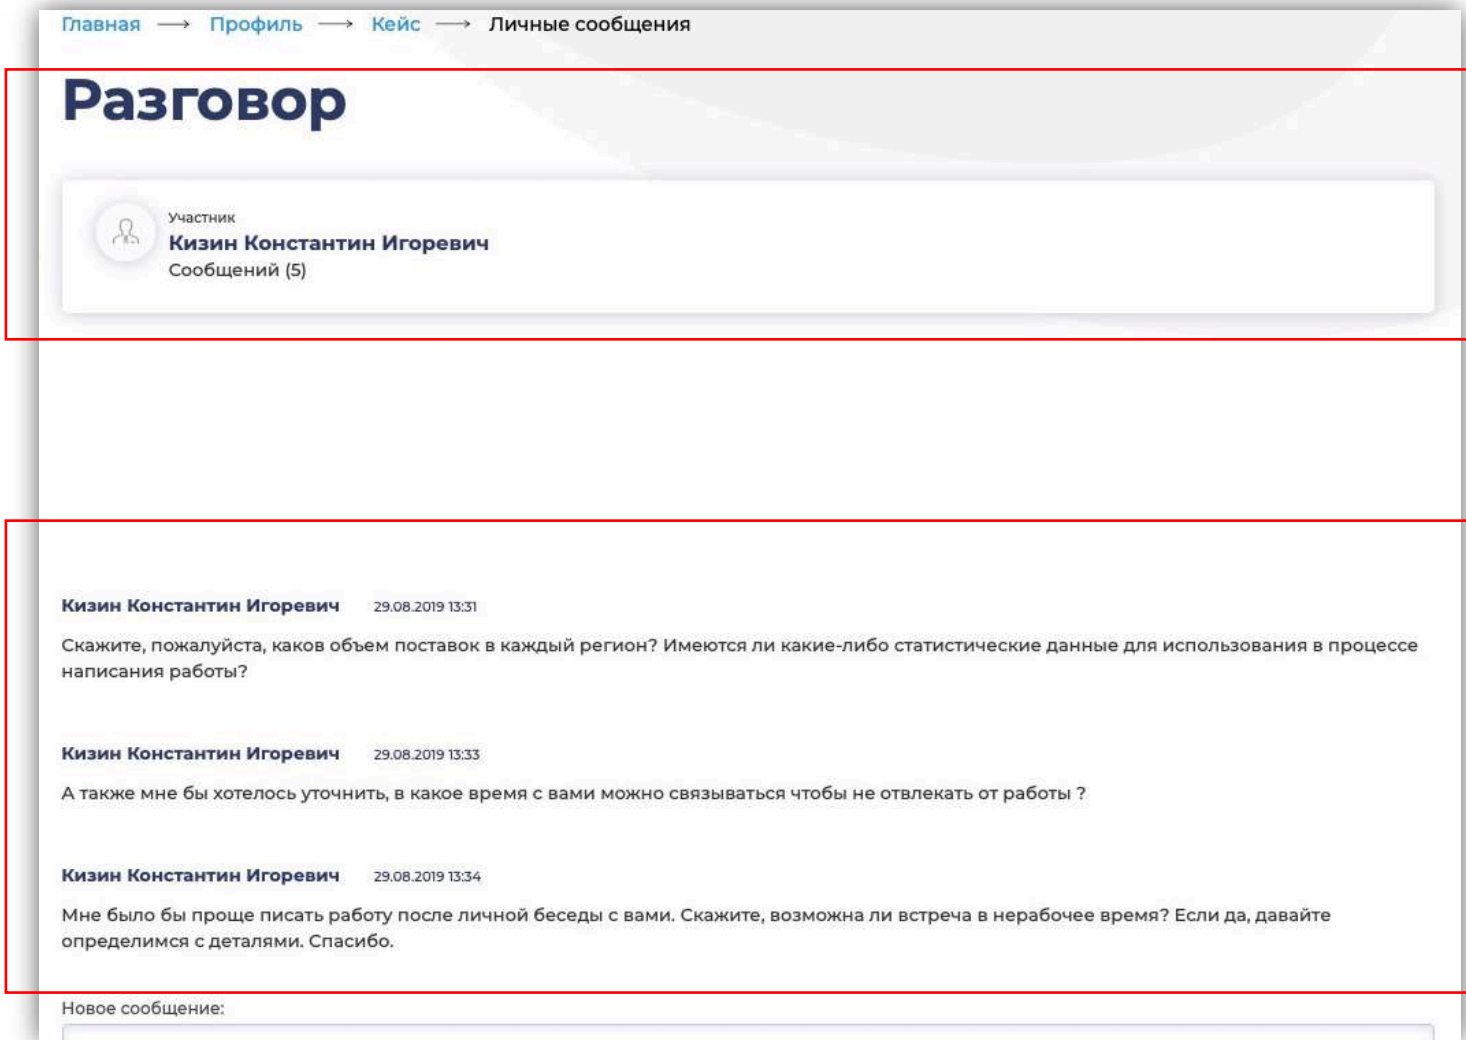 Главная → Профиль → Кейс → Личные сообщения
Разговор
Участник
Кизин Константин Игоревич
Сообщений (5)
Кизин Константин Игоревич 29.08.2019 13:31
Скажите, пожалуйста, каков объем поставок в каждый регион? Имеются ли какие-либо статистические данные для использования в процессе
написания работы?
Кизин Константин Игоревич 29.08.2019 13:33
А также мне бы хотелось уточнить, в какое время с вами можно связываться чтобы не отвлекать от работы ?
Кизин Константин Игоревич 29.08.2019 13:34
Мне было бы проще писать работу после личной беседы с вами. Скажите, возможна ли встреча в нерабочее время? Если да, давайте
определимся с деталями. Спасибо.
Новое сообщение: